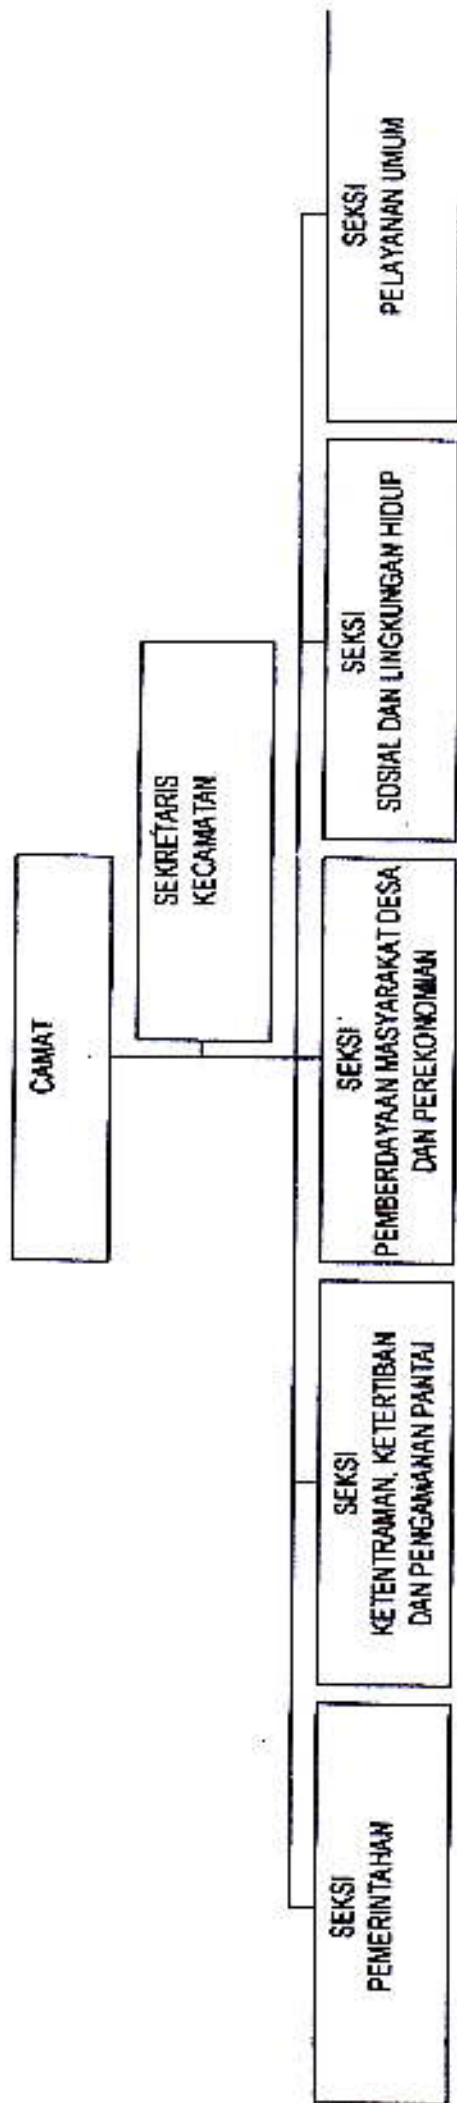 CAMAT
SEKRETARIS
KECAMATAN
SEKSI
PEMERINTAHAN
SEKSI
KETENTRAMAN, KETERTIBAN
DAN PENGAMANAN PANTAI
SEKSI
PEMBERDAYAAN MASYARAKAT DESA
DAN PEREKONOMIAN
SEKSI
SOSIAL DAN LINGKUNGAN HIDUP
SEKSI
PELAYANAN UMUM